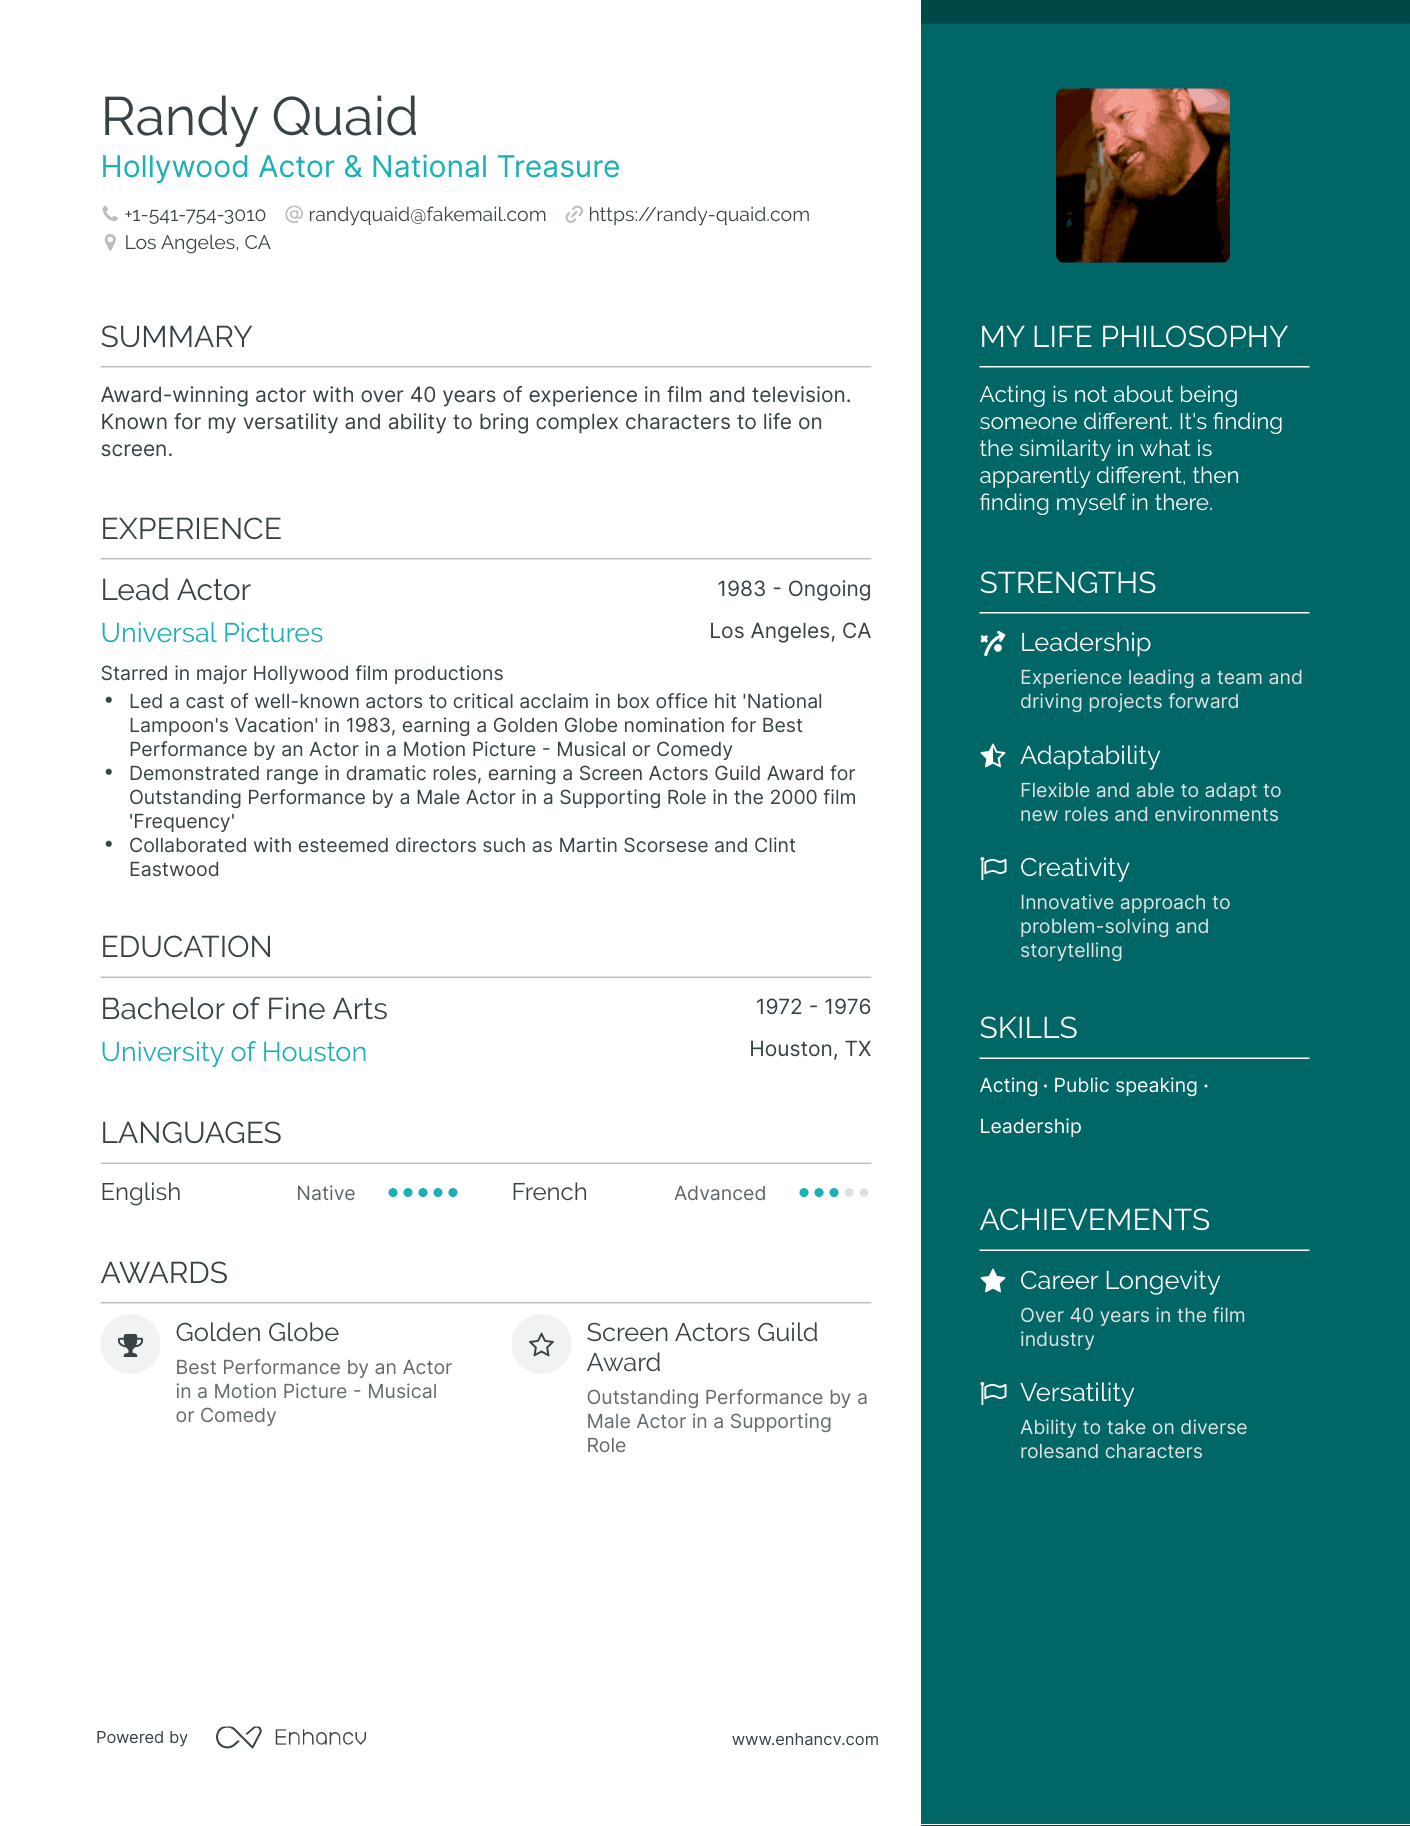 Randy Quaid
Hollywood Actor & National Treasure
+1-541-754-3010 randyquaid@fakemail.com https://randy-quaid.com
Los Angeles, CA
SUMMARY
Award-winning actor with over 40 years of experience in film and television.
Known for my versatility and ability to bring complex characters to life on
screen.
EXPERIENCE
Lead Actor 1983 - Ongoing
Universal Pictures Los Angeles, CA
Starred in major Hollywood film productions
• Led a cast of well-known actors to critical acclaim in box office hit 'National
Lampoon's Vacation' in 1983, earning a Golden Globe nomination for Best
Performance by an Actor in a Motion Picture - Musical or Comedy
• Demonstrated range in dramatic roles, earning a Screen Actors Guild Award for
Outstanding Performance by a Male Actor in a Supporting Role in the 2000 film
'Frequency'
• Collaborated with esteemed directors such as Martin Scorsese and Clint
Eastwood
EDUCATION
Bachelor of Fine Arts 1972 - 1976
University of Houston Houston, TX
LANGUAGES
English Native French Advanced
AWARDS
Golden Globe
Best Performance by an Actor
in a Motion Picture - Musical
or Comedy
Screen Actors Guild
Award
Outstanding Performance by a
Male Actor in a Supporting
Role
MY LIFE PHILOSOPHY
Acting is not about being
someone different. It's finding
the similarity in what is
apparently different, then
finding myself in there.
STRENGTHS
Leadership
Experience leading a team and
driving projects forward
Adaptability
Flexible and able to adapt to
new roles and environments
Creativity
Innovative approach to
problem-solving and
storytelling
SKILLS
Acting · Public speaking ·
Leadership
ACHIEVEMENTS
Career Longevity
Over 40 years in the film
industry
Versatility
Ability to take on diverse
rolesand characters
Powered by Enhancv www.enhancv.com